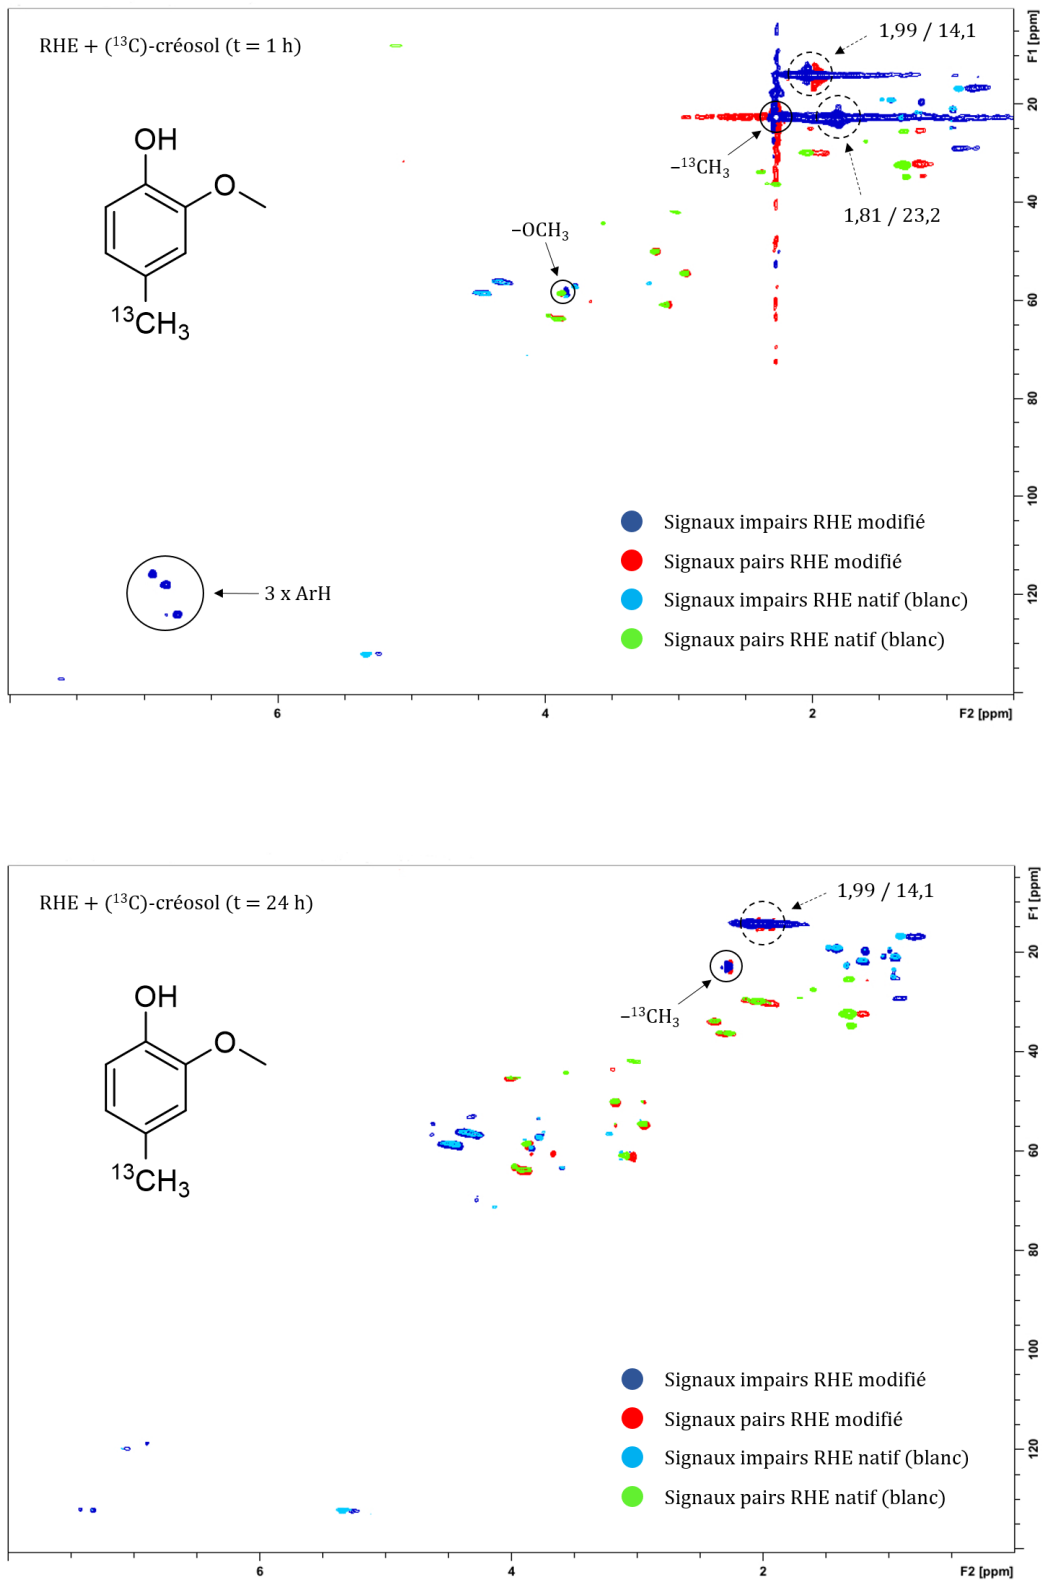 RHE + (¹³C)-créosol (t = 1 h)
1,99 / 14,1
F1 [ppm]
OH
O
¹³CH₃
–¹³CH₃
1,81 / 23,2
–OCH₃
3 x ArH
Signaux impairs RHE modifié
Signaux pairs RHE modifié
Signaux impairs RHE natif (blanc)
Signaux pairs RHE natif (blanc)
20
40
60
80
100
120
6 4 2 F2 [ppm]
RHE + (¹³C)-créosol (t = 24 h)
1,99 / 14,1
F1 [ppm]
OH
O
¹³CH₃
–¹³CH₃
Signaux impairs RHE modifié
Signaux pairs RHE modifié
Signaux impairs RHE natif (blanc)
Signaux pairs RHE natif (blanc)
20
40
60
80
100
120
6 4 2 F2 [ppm]